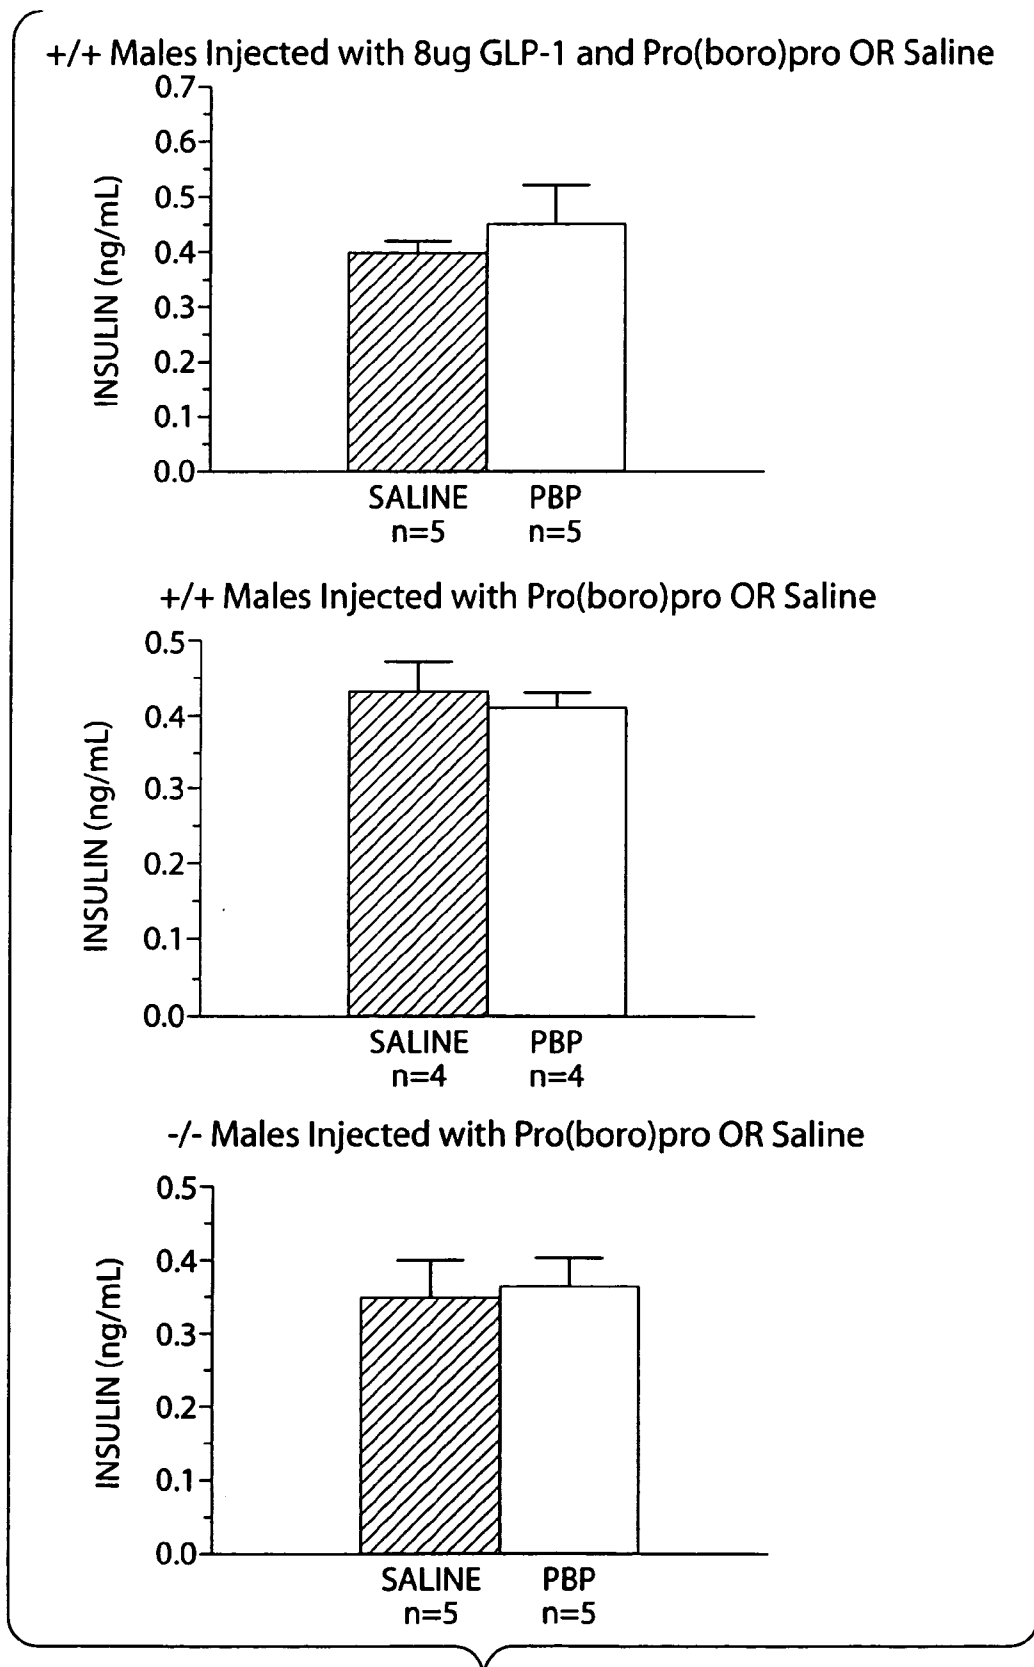 +/+ Males Injected with 8ug GLP-1 and Pro(boro)pro OR Saline
INSULIN (ng/mL)
0.7
0.6
0.5
0.4
0.3
0.2
0.1
0.0
SALINE PBP
n=5 n=5
+/+ Males Injected with Pro(boro)pro OR Saline
INSULIN (ng/mL)
0.5
0.4
0.3
0.2
0.1
0.0
SALINE PBP
n=4 n=4
-/- Males Injected with Pro(boro)pro OR Saline
INSULIN (ng/mL)
0.5
0.4
0.3
0.2
0.1
0.0
SALINE PBP
n=5 n=5